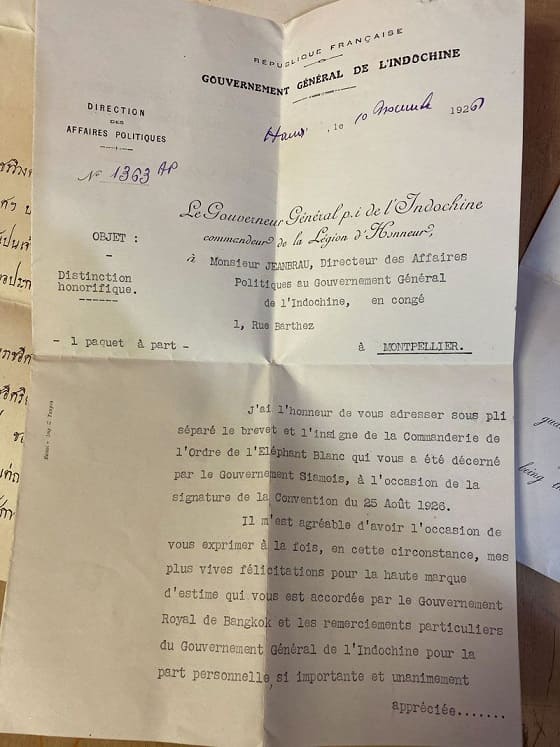 RÉPUBLIQUE FRANÇAISE
GOUVERNEMENT GÉNÉRAL DE L'INDOCHINE
DIRECTION
DES
AFFAIRES POLITIQUES
Hanoi, le 10 Novembre 1926
N° 1363 AP
Le Gouverneur Général p.i de l'Indochine
commandeur de la Légion d'Honneur,
OBJET :
-
Distinction
honorifique.
------
- 1 paquet à part -
à Monsieur JEANBRAU, Directeur des Affaires
Politiques au Gouvernement Général
de l'Indochine, en congé
1, Rue Barthez
à MONTPELLIER.
J'ai l'honneur de vous adresser sous pli
séparé le brevet et l'insigne de la Commanderie de
l'Ordre de l'Eléphant Blanc qui vous a été décerné
par le Gouvernement Siamois, à l'occasion de la
signature de la Convention du 25 Août 1926.
Il m'est agréable d'avoir l'occasion de
vous exprimer à la fois, en cette circonstance, mes
plus vives félicitations pour la haute marque
d'estime qui vous est accordée par le Gouvernement
Royal de Bangkok et les remerciements particuliers
du Gouvernement Général de l'Indochine pour la
part personnelle si importante et unanimement
appréciée.......
being